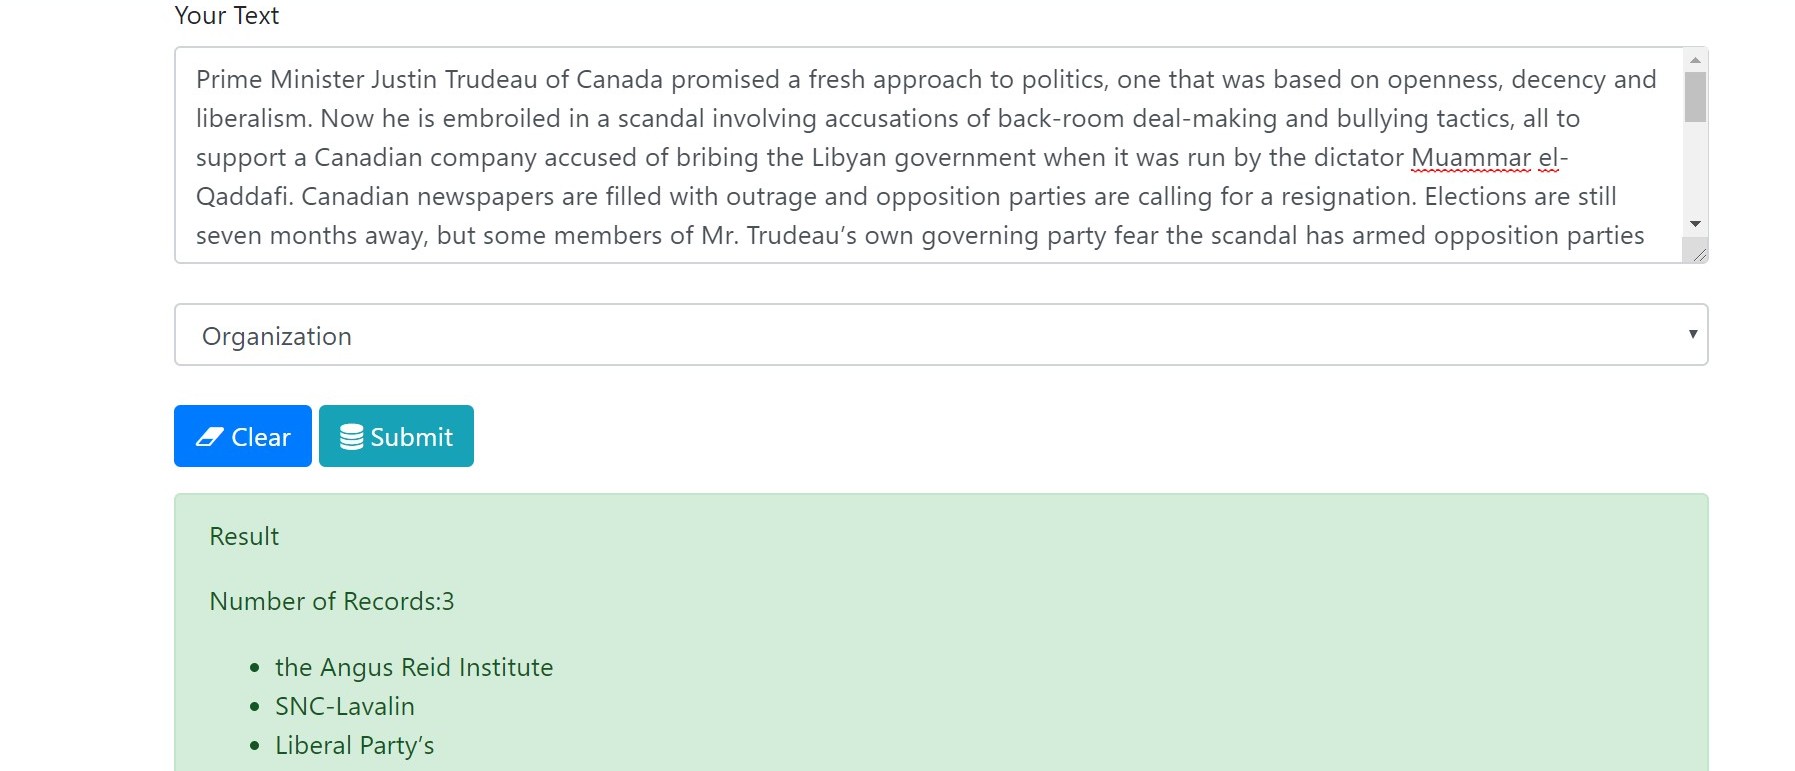 Your Text
Prime Minister Justin Trudeau of Canada promised a fresh approach to politics, one that was based on openness, decency and
liberalism. Now he is embroiled in a scandal involving accusations of back-room deal-making and bullying tactics, all to
support a Canadian company accused of bribing the Libyan government when it was run by the dictator Muammar el-
Qaddafi. Canadian newspapers are filled with outrage and opposition parties are calling for a resignation. Elections are still
seven months away, but some members of Mr. Trudeau’s own governing party fear the scandal has armed opposition parties
Organization
Clear Submit
Result
Number of Records:3
• the Angus Reid Institute
• SNC-Lavalin
• Liberal Party’s